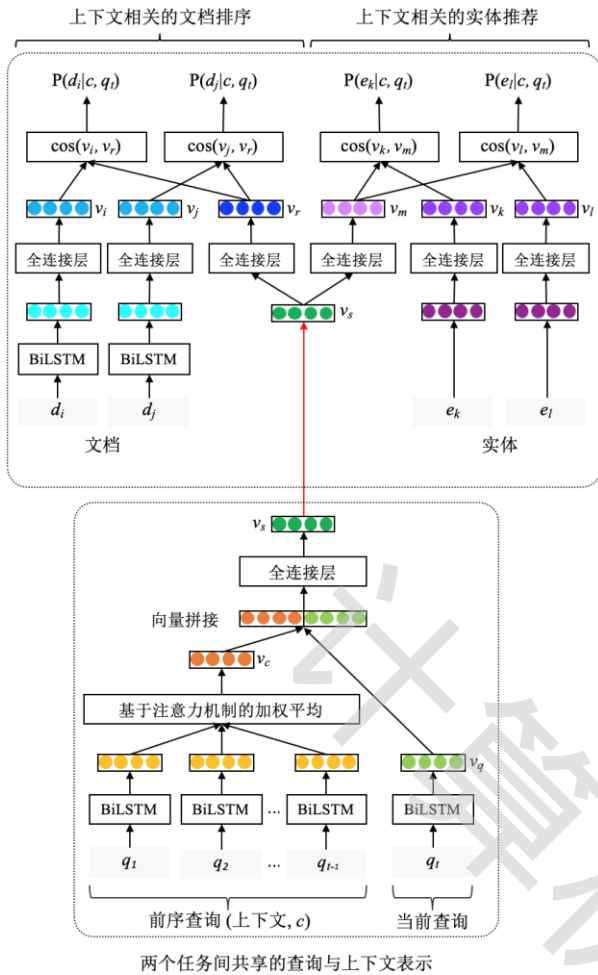 上下文相关的文档排序 上下文相关的实体推荐
P(dᵢ|c, qₜ) P(dⱼ|c, qₜ) P(eₖ|c, qₜ) P(eₗ|c, qₜ)
cos(vᵢ, vᵣ) cos(vⱼ, vᵣ) cos(vₖ, vₘ) cos(vₗ, vₘ)
vᵢ vⱼ vᵣ vₘ vₖ vₗ
全连接层 全连接层 全连接层 全连接层 全连接层 全连接层
vₛ
BiLSTM BiLSTM
dᵢ dⱼ eₖ eₗ
文档 实体
vₛ
全连接层
向量拼接
v_c
基于注意力机制的加权平均
v_q
BiLSTM BiLSTM ... BiLSTM BiLSTM
q₁ q₂ ... qₜ₋₁ qₜ
前序查询 (上下文, c) 当前查询
两个任务间共享的查询与上下文表示
计算